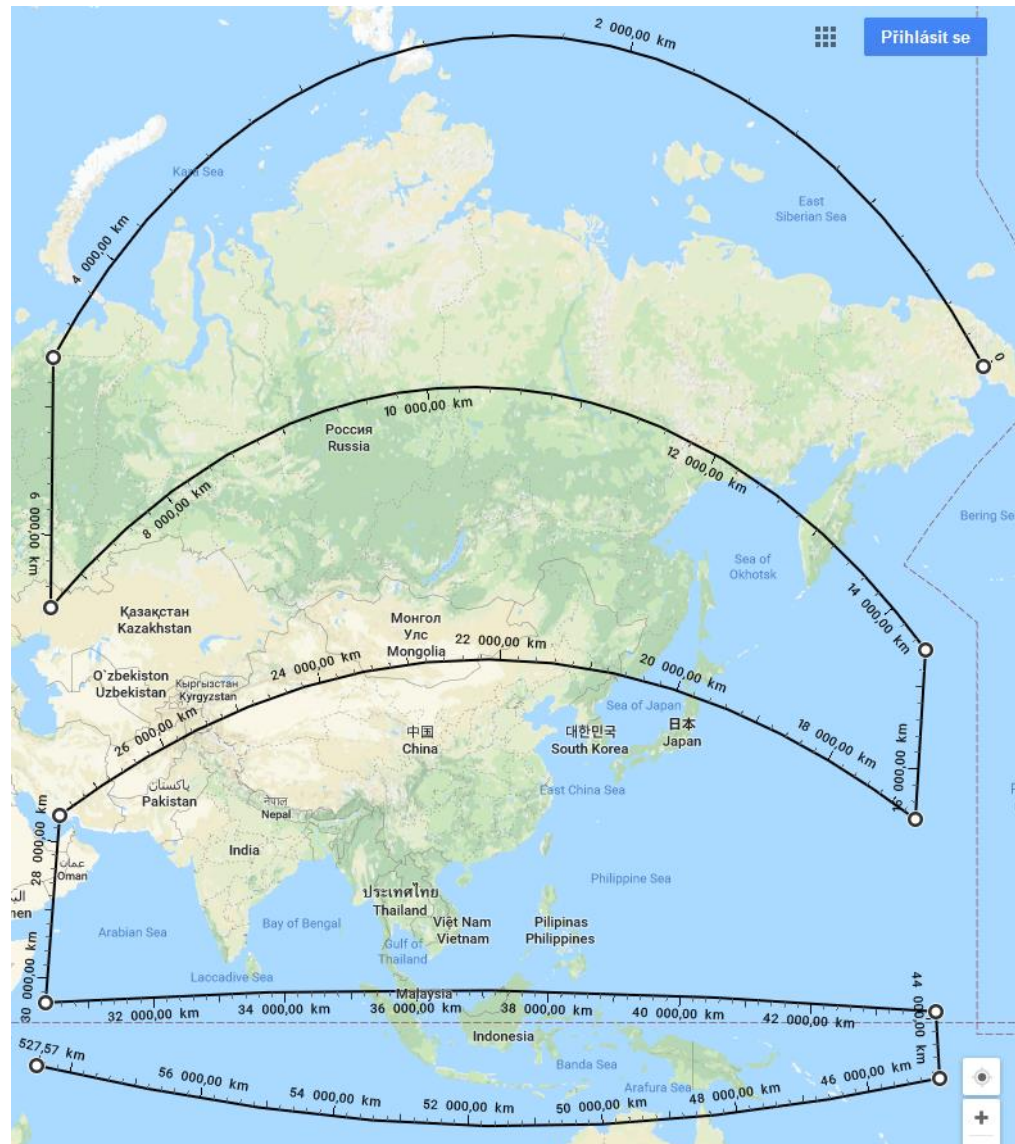 2 000,00 km
Přihlásit se
Kara Sea
East
Siberian Sea
4 000,00 km
0
10 000,00 km
Россия
Russia
12 000,00 km
6 000,00 km
8 000,00 km
Bering Se
Sea of
Okhotsk
14 000,00 km
Қазақстан
Kazakhstan
Монгол
Улс
Mongolia
22 000,00 km
24 000,00 km
20 000,00 km
Oʻzbekiston
Uzbekistan
Кыргызстан
Kyrgyzstan
Sea of Japan
26 000,00 km
中国
China
대한민국
South Korea
日本
Japan
18 000,00 km
16 000,00 km
پاکستان
Pakistan
नेपाल
Nepal
East China Sea
28 000,00 km
India
عمان
Oman
Philippine Sea
ประเทศไทย
Thailand
Việt Nam
Vietnam
Pilipinas
Philippines
Arabian Sea
Bay of Bengal
Gulf of
Thailand
men
Laccadive Sea
30 000,00 km
Malaysia
44 000,00 km
32 000,00 km
34 000,00 km
36 000,00 km
38 000,00 km
40 000,00 km
42 000,00 km
Indonesia
527,57 km
Banda Sea
Arafura Sea
56 000,00 km
54 000,00 km
52 000,00 km
50 000,00 km
48 000,00 km
46 000,00 km